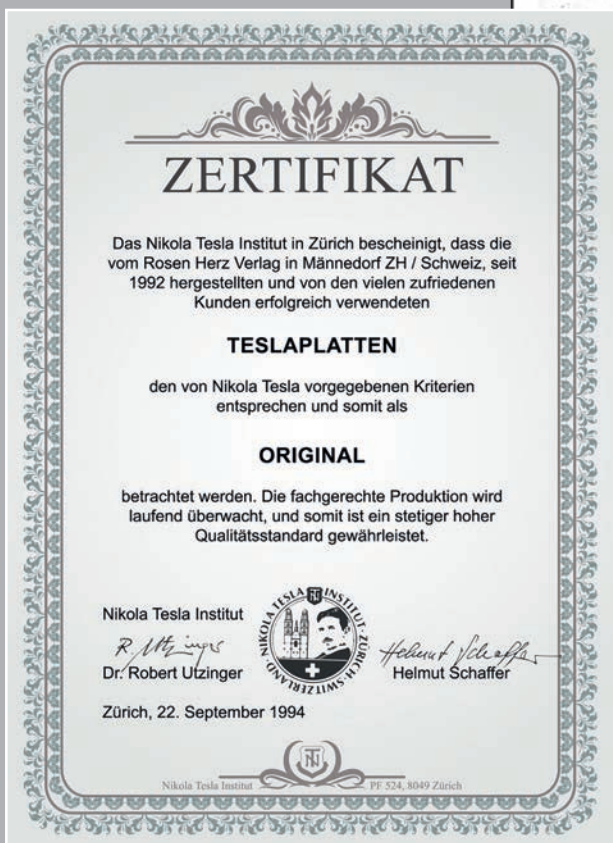 ZERTIFIKAT
Das Nikola Tesla Institut in Zürich bescheinigt, dass die
vom Rosen Herz Verlag in Männedorf ZH / Schweiz, seit
1992 hergestellten und von den vielen zufriedenen
Kunden erfolgreich verwendeten
TESLAPLATTEN
den von Nikola Tesla vorgegebenen Kriterien
entsprechen und somit als
ORIGINAL
betrachtet werden. Die fachgerechte Produktion wird
laufend überwacht, und somit ist ein stetiger hoher
Qualitätsstandard gewährleistet.
Nikola Tesla Institut
R. Utzinger
Dr. Robert Utzinger
NIKOLA TESLA INSTITUT · ZÜRICH · SWITZERLAND
Helmut Schaffer
Helmut Schaffer
Zürich, 22. September 1994
Nikola Tesla Institut
PF 524, 8049 Zürich